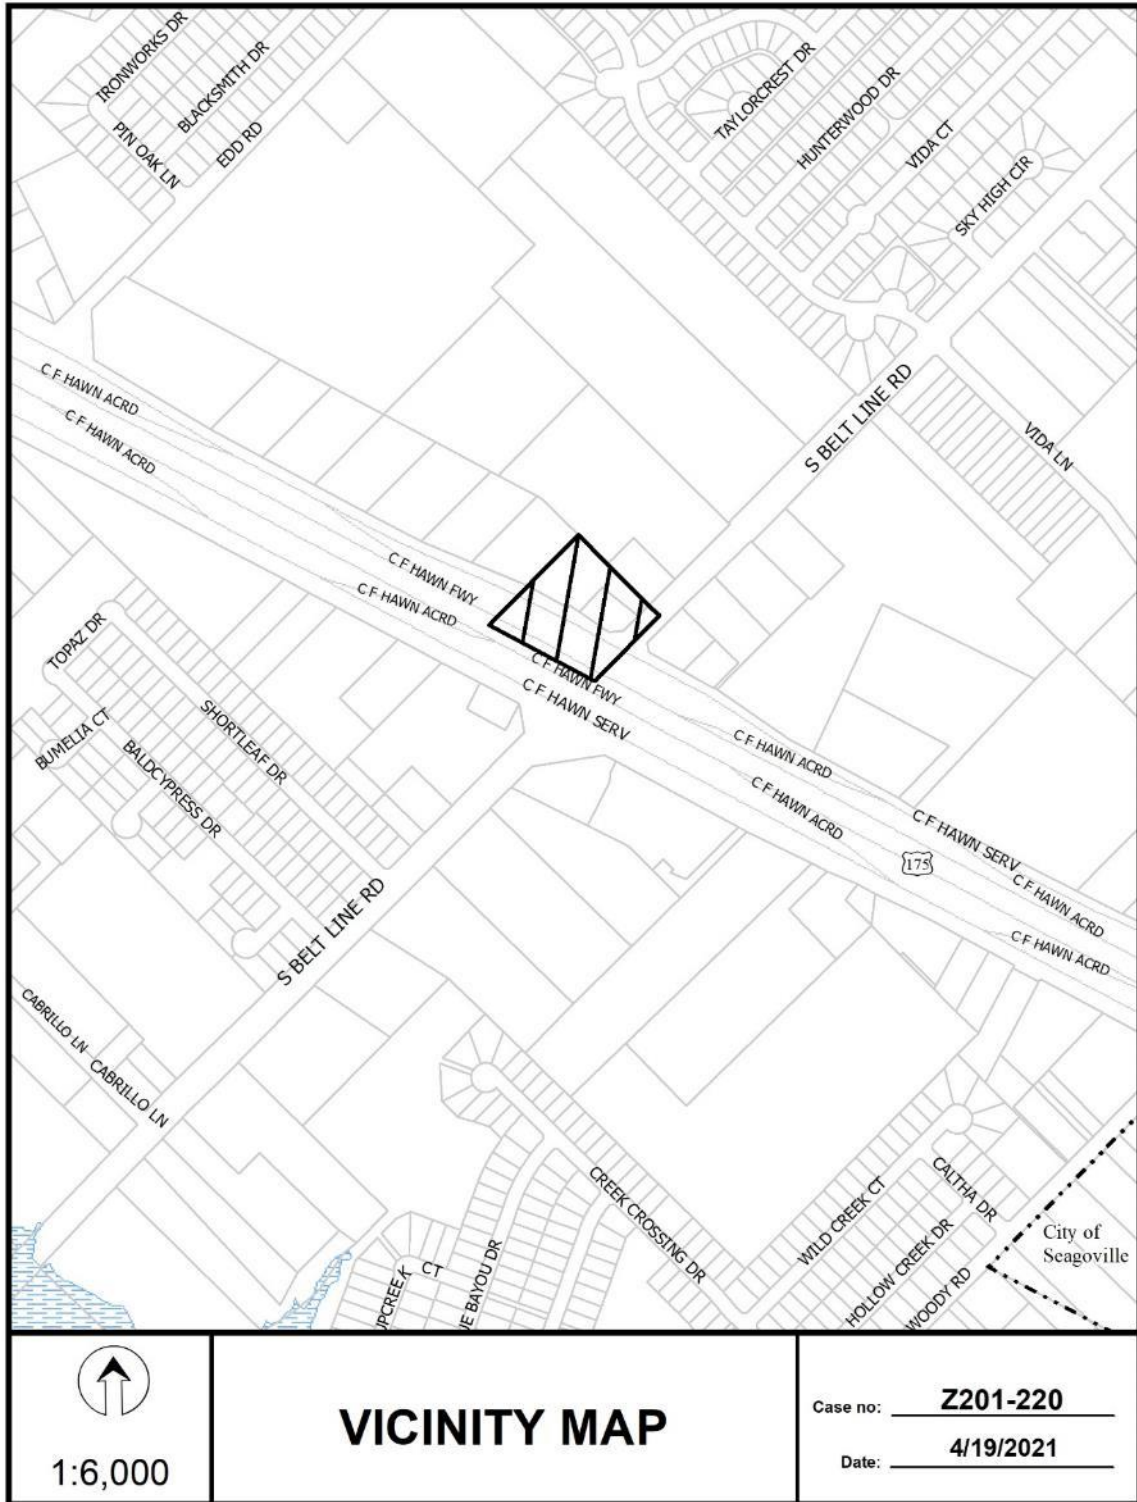 IRONWORKS DR
BLACKSMITH DR
PIN OAK LN
EDD RD
TAYLORCREST DR
HUNTERWOOD DR
VIDA CT
SKY HIGH CIR
C F HAWN ACRD
C F HAWN ACRD
S BELT LINE RD
VIDA LN
C F HAWN FWY
C F HAWN ACRD
TOPAZ DR
C F HAWN FWY
C F HAWN SERV
SHORTLEAF DR
BUMELIA CT
BALDCYPRESS DR
C F HAWN ACRD
C F HAWN ACRD
C F HAWN SERV
175
C F HAWN ACRD
C F HAWN ACRD
S BELT LINE RD
CABRILLO LN
CABRILLO LN
CREEK CROSSING DR
WILD CREEK CT
CALTHA DR
HOLLOW CREEK DR
WOODY RD
City of
Seagoville
UPCREEK CT
UE BAYOU DR
1:6,000
VICINITY MAP
Case no: Z201-220
Date: 4/19/2021